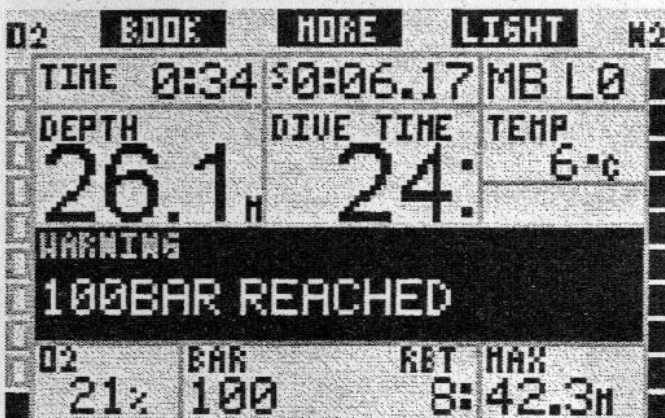 O2 BOOK MORE LIGHT N2
TIME 0:34 S0:06.17 MB L0
DEPTH DIVE TIME TEMP
26.1M 24: 6°C
WARNING
100BAR REACHED
O2 BAR RBT MAX
21% 100 8: 42.3M